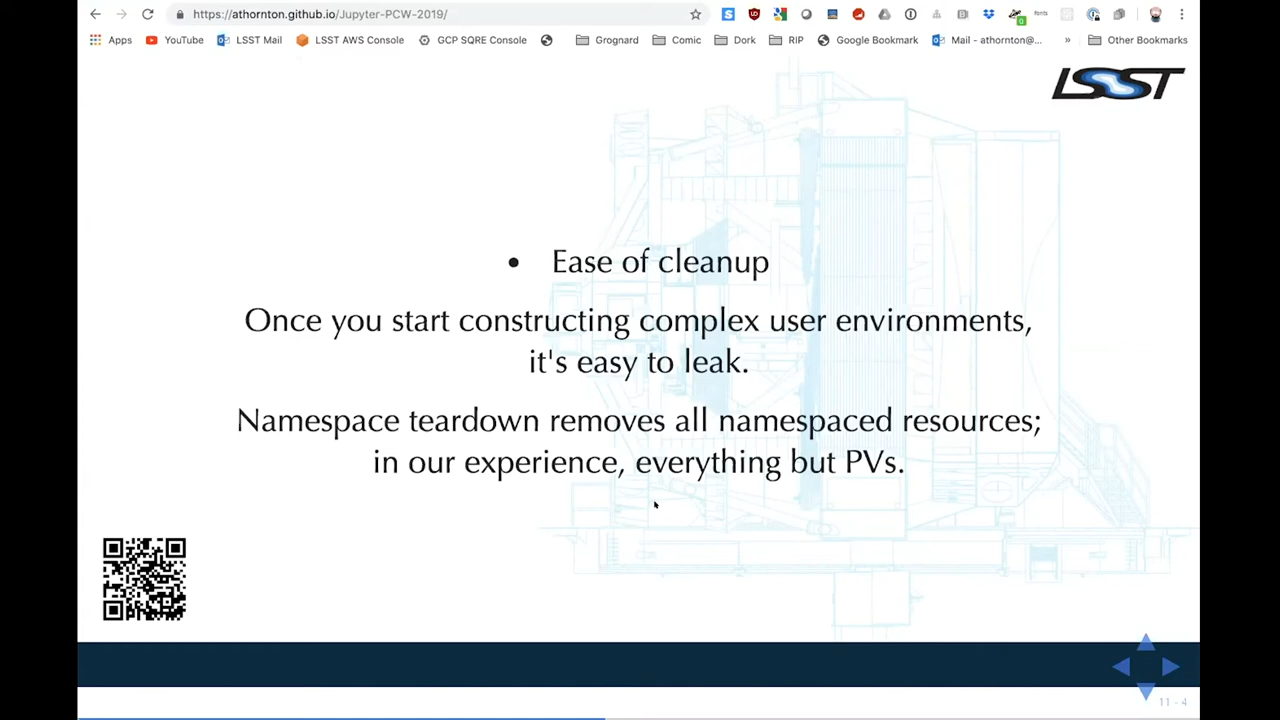 https://athornton.github.io/Jupyter-PCW-2019/
Apps YouTube LSST Mail LSST AWS Console GCP SQRE Console Grognard Comic Dork RIP Google Bookmark Mail - athornton@... » Other Bookmarks
LSST
• Ease of cleanup
Once you start constructing complex user environments,
it's easy to leak.
Namespace teardown removes all namespaced resources;
in our experience, everything but PVs.
11 - 4